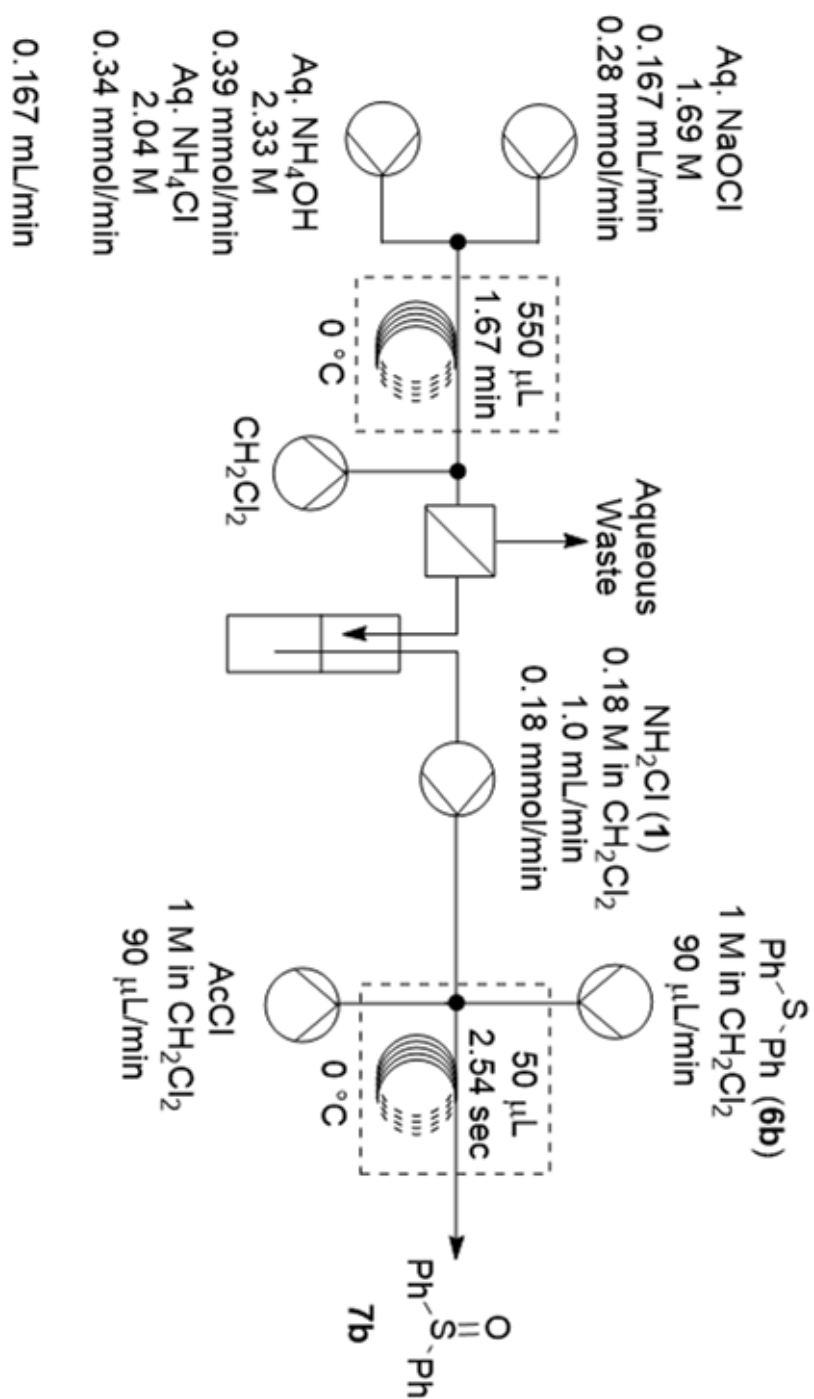 Aq. NaOCl
1.69 M
0.167 mL/min
0.28 mmol/min
Aq. NH₄OH
2.33 M
0.39 mmol/min
Aq. NH₄Cl
2.04 M
0.34 mmol/min
0.167 mL/min
550 µL
1.67 min
0 °C
CH₂Cl₂
Aqueous
Waste
NH₂Cl (1)
0.18 M in CH₂Cl₂
1.0 mL/min
0.18 mmol/min
Ph S Ph (6b)
1 M in CH₂Cl₂
90 µL/min
50 µL
2.54 sec
0 °C
AcCl
1 M in CH₂Cl₂
90 µL/min
O
Ph S Ph
7b